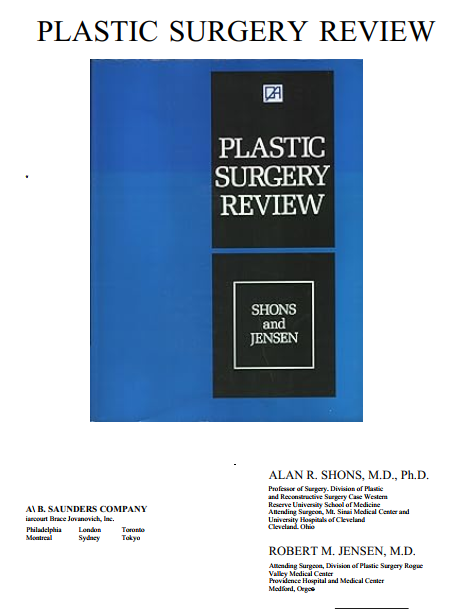 PLASTIC SURGERY REVIEW
PLASTIC
SURGERY
REVIEW
SHONS
and
JENSEN
ALAN R. SHONS, M.D., Ph.D.
Professor of Surgery. Division of Plastic
and Reconstructive Surgery Case Western
Reserve University School of Medicine
Attending Surgeon, Mt. Sinai Medical Center and
University Hospitals of Cleveland
Cleveland. Ohio
ROBERT M. JENSEN, M.D.
Attending Surgeon, Division of Plastic Surgery Rogue
Valley Medical Center
Providence Hospital and Medical Center
Medford, Orgeo
A\ B. SAUNDERS COMPANY
iarcourt Brace Jovanovich, Inc.
Philadelphia London Toronto
Montreal Sydney Tokyo